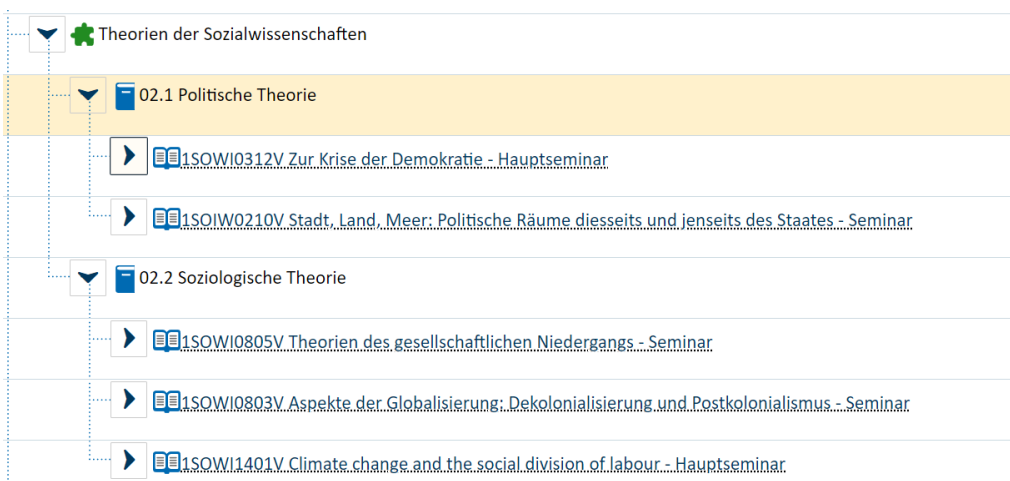 Theorien der Sozialwissenschaften
02.1 Politische Theorie
1SOWI0312V Zur Krise der Demokratie - Hauptseminar
1SOIW0210V Stadt, Land, Meer: Politische Räume diesseits und jenseits des Staates - Seminar
02.2 Soziologische Theorie
1SOWI0805V Theorien des gesellschaftlichen Niedergangs - Seminar
1SOWI0803V Aspekte der Globalisierung: Dekolonialisierung und Postkolonialismus - Seminar
1SOWI1401V Climate change and the social division of labour - Hauptseminar